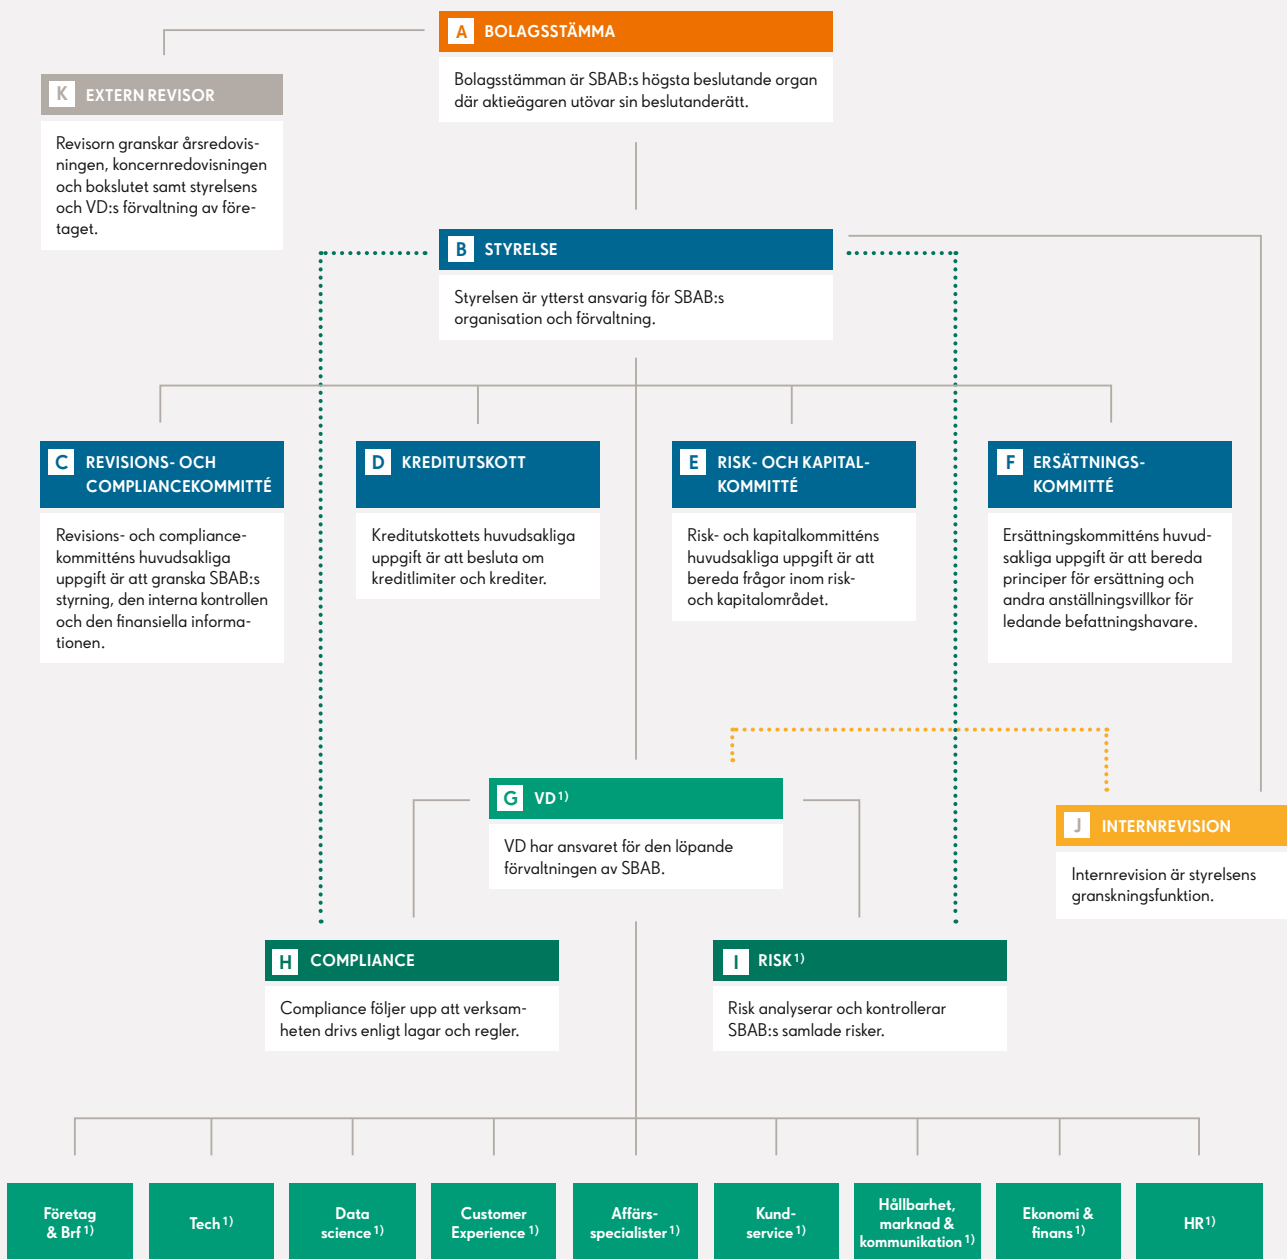 A BOLAGSSTÄMMA
Bolagsstämman är SBAB:s högsta beslutande organ
där aktieägaren utövar sin beslutanderätt.
K EXTERN REVISOR
Revisorn granskar årsredovis-
ningen, koncernredovisningen
och bokslutet samt styrelsens
och VD:s förvaltning av före-
taget.
B STYRELSE
Styrelsen är ytterst ansvarig för SBAB:s
organisation och förvaltning.
C REVISIONS- OCH
COMPLIANCEKOMMITTÉ
Revisions- och compliance-
kommitténs huvudsakliga
uppgift är att granska SBAB:s
styrning, den interna kontrollen
och den finansiella informa-
tionen.
D KREDITUTSKOTT
Kreditutskottets huvudsakliga
uppgift är att besluta om
kreditlimiter och krediter.
E RISK- OCH KAPITAL-
KOMMITTÉ
Risk- och kapitalkommitténs
huvudsakliga uppgift är att
bereda frågor inom risk-
och kapitalområdet.
F ERSÄTTNINGS-
KOMMITTÉ
Ersättningskommitténs huvud-
sakliga uppgift är att bereda
principer för ersättning och
andra anställningsvillkor för
ledande befattningshavare.
G VD 1)
VD har ansvaret för den löpande
förvaltningen av SBAB.
J INTERNREVISION
Internrevision är styrelsens
granskningsfunktion.
H COMPLIANCE
Compliance följer upp att verksam-
heten drivs enligt lagar och regler.
I RISK 1)
Risk analyserar och kontrollerar
SBAB:s samlade risker.
Företag
& Brf 1)
Tech 1)
Data
science 1)
Customer
Experience 1)
Affärs-
specialister 1)
Kund-
service 1)
Hållbarhet,
marknad &
kommunikation 1)
Ekonomi &
finans 1)
HR 1)